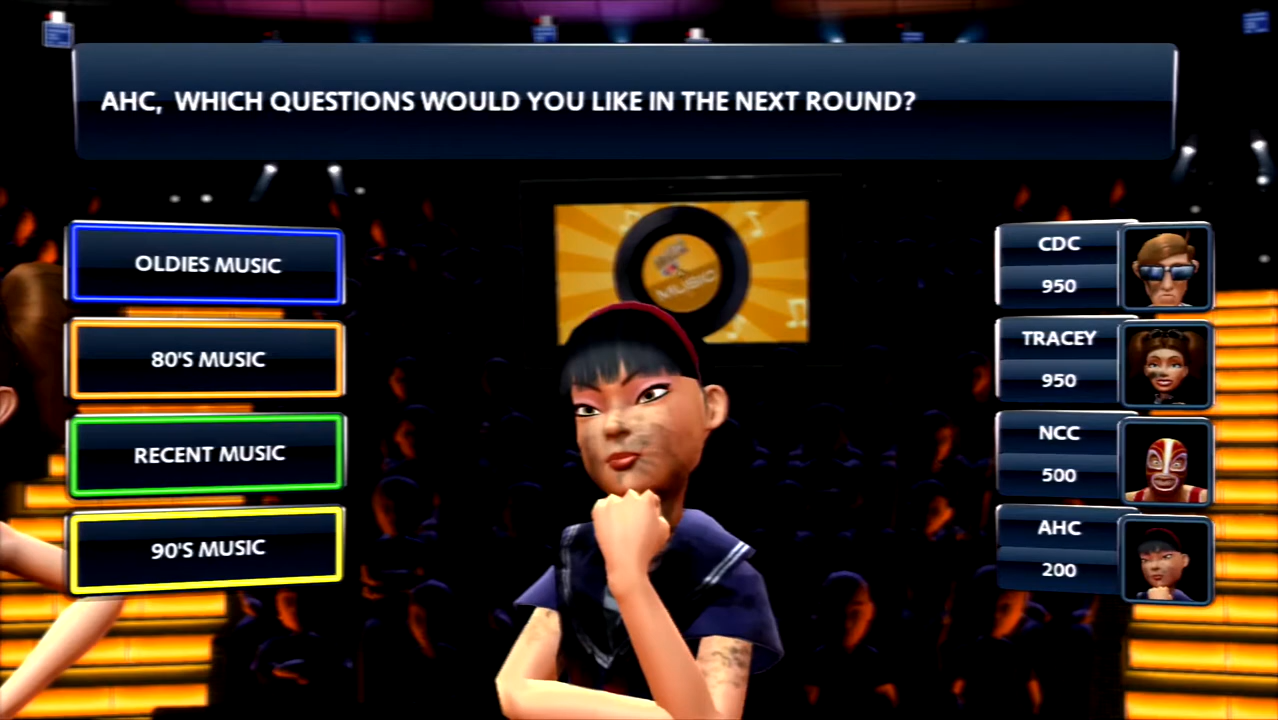 AHC, WHICH QUESTIONS WOULD YOU LIKE IN THE NEXT ROUND?
OLDIES MUSIC
80'S MUSIC
RECENT MUSIC
90'S MUSIC
MUSIC
CDC
950
TRACEY
950
NCC
500
AHC
200